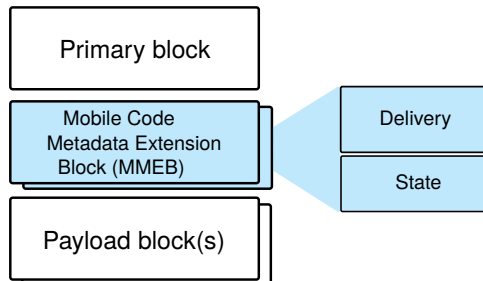 Primary block
Mobile Code
Metadata Extension
Block (MMEB)
Delivery
State
Payload block(s)